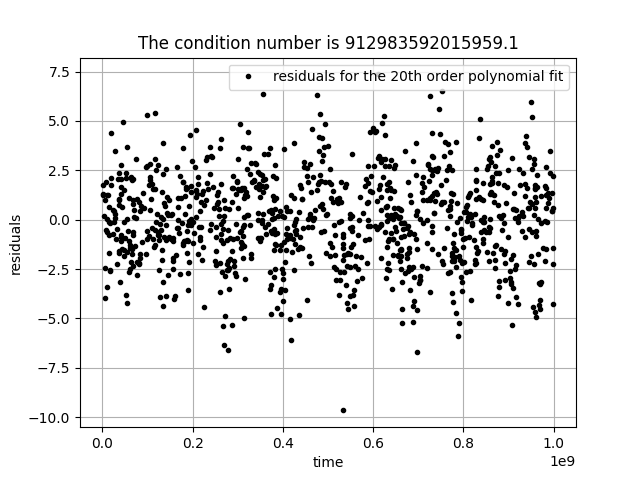 The condition number is 912983592015959.1
residuals for the 20th order polynomial fit
7.5
5.0
2.5
0.0
−2.5
−5.0
−7.5
−10.0
residuals
0.0 0.2 0.4 0.6 0.8 1.0
1e9
time